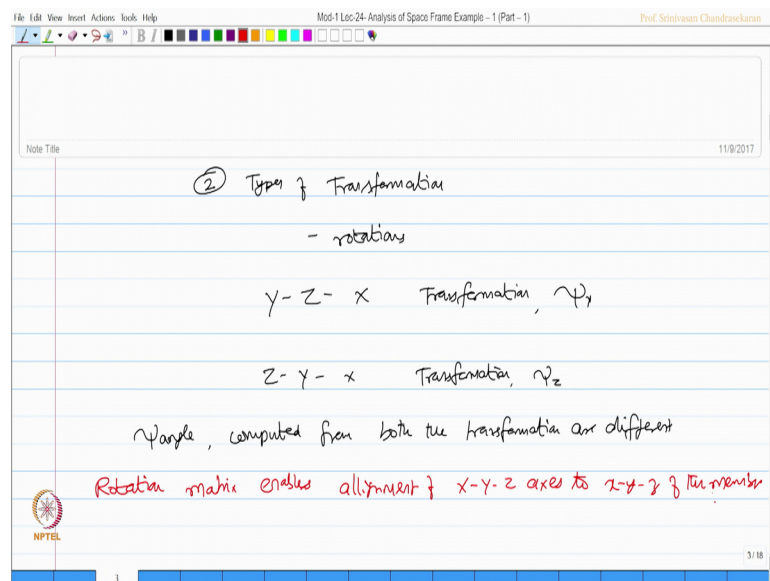 File Edit View Insert Actions Tools Help
Mod-1 Lec-24- Analysis of Space Frame Example – 1 (Part – 1)
Prof. Srinivasan Chandrasekaran
B I
Note Title
11/9/2017
② Types of Transformation
- rotations
Y-Z-X Transformation, Ψy
Z-Y-X Transformation, Ψz
Ψ angle, computed from both the transformation are different
Rotation matrix enables allignment of X-Y-Z axes to x-y-z of the member
NPTEL
3 / 18
3